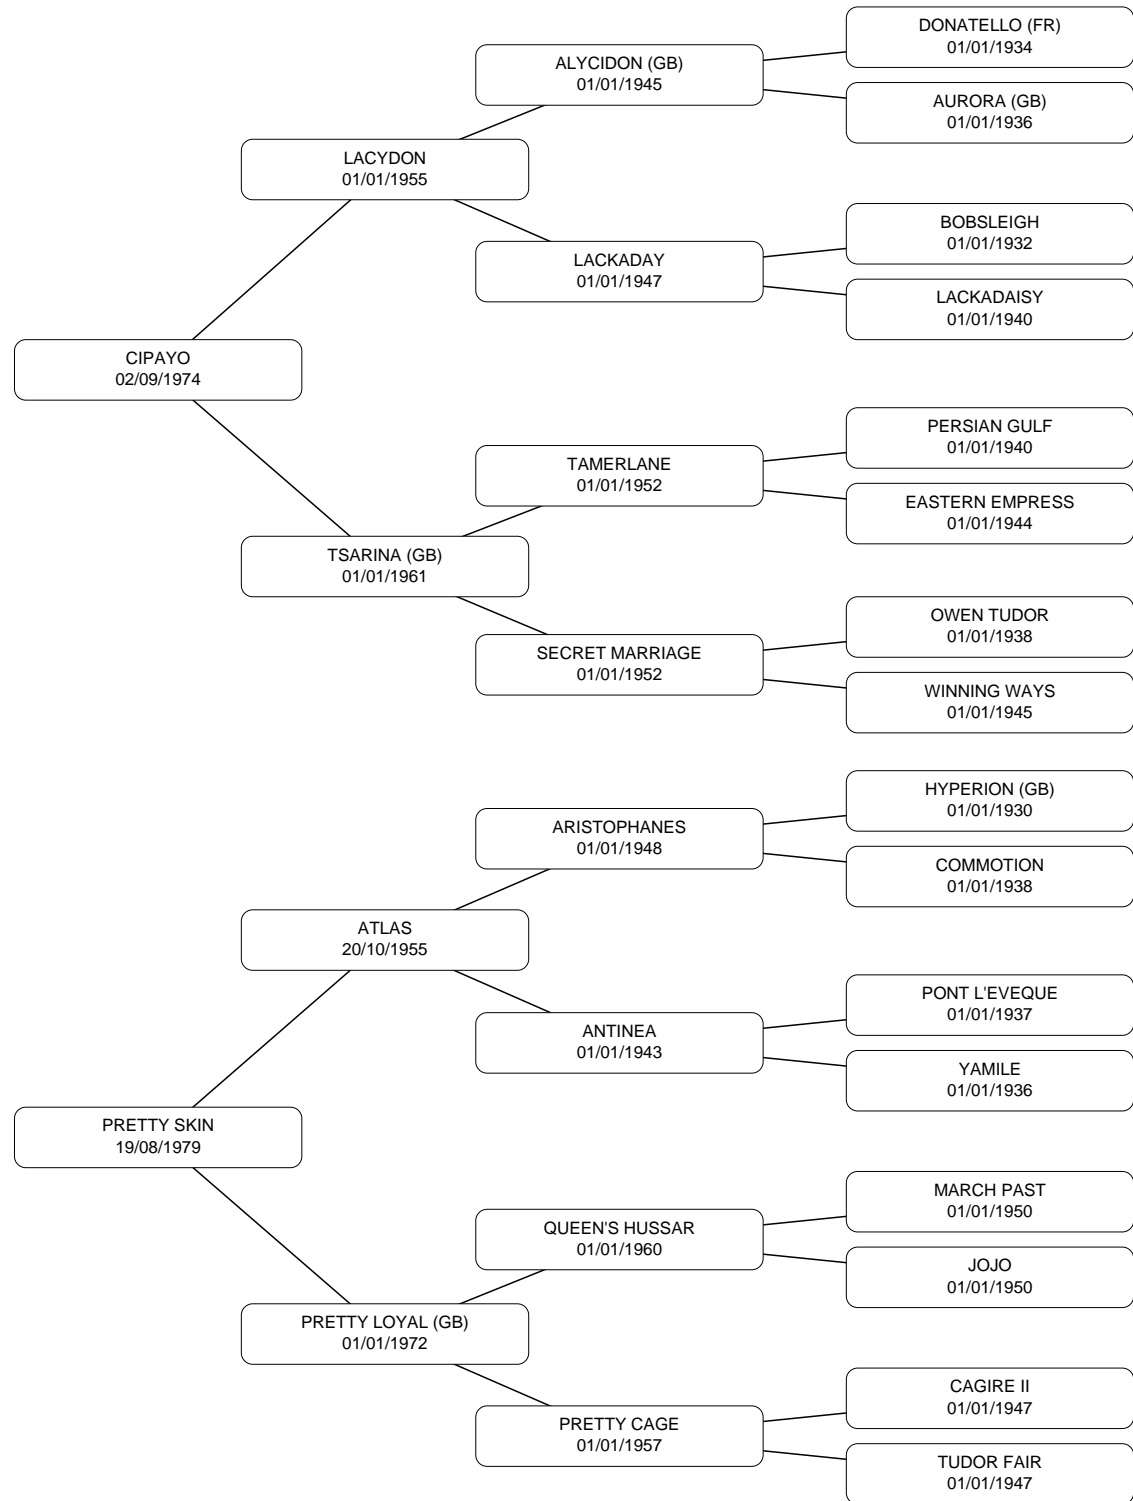 DONATELLO (FR)
01/01/1934
ALYCIDON (GB)
01/01/1945
AURORA (GB)
01/01/1936
LACYDON
01/01/1955
BOBSLEIGH
01/01/1932
LACKADAY
01/01/1947
LACKADAISY
01/01/1940
CIPAYO
02/09/1974
PERSIAN GULF
01/01/1940
TAMERLANE
01/01/1952
EASTERN EMPRESS
01/01/1944
TSARINA (GB)
01/01/1961
OWEN TUDOR
01/01/1938
SECRET MARRIAGE
01/01/1952
WINNING WAYS
01/01/1945
HYPERION (GB)
01/01/1930
ARISTOPHANES
01/01/1948
COMMOTION
01/01/1938
ATLAS
20/10/1955
PONT L'EVEQUE
01/01/1937
ANTINEA
01/01/1943
YAMILE
01/01/1936
PRETTY SKIN
19/08/1979
MARCH PAST
01/01/1950
QUEEN'S HUSSAR
01/01/1960
JOJO
01/01/1950
PRETTY LOYAL (GB)
01/01/1972
CAGIRE II
01/01/1947
PRETTY CAGE
01/01/1957
TUDOR FAIR
01/01/1947